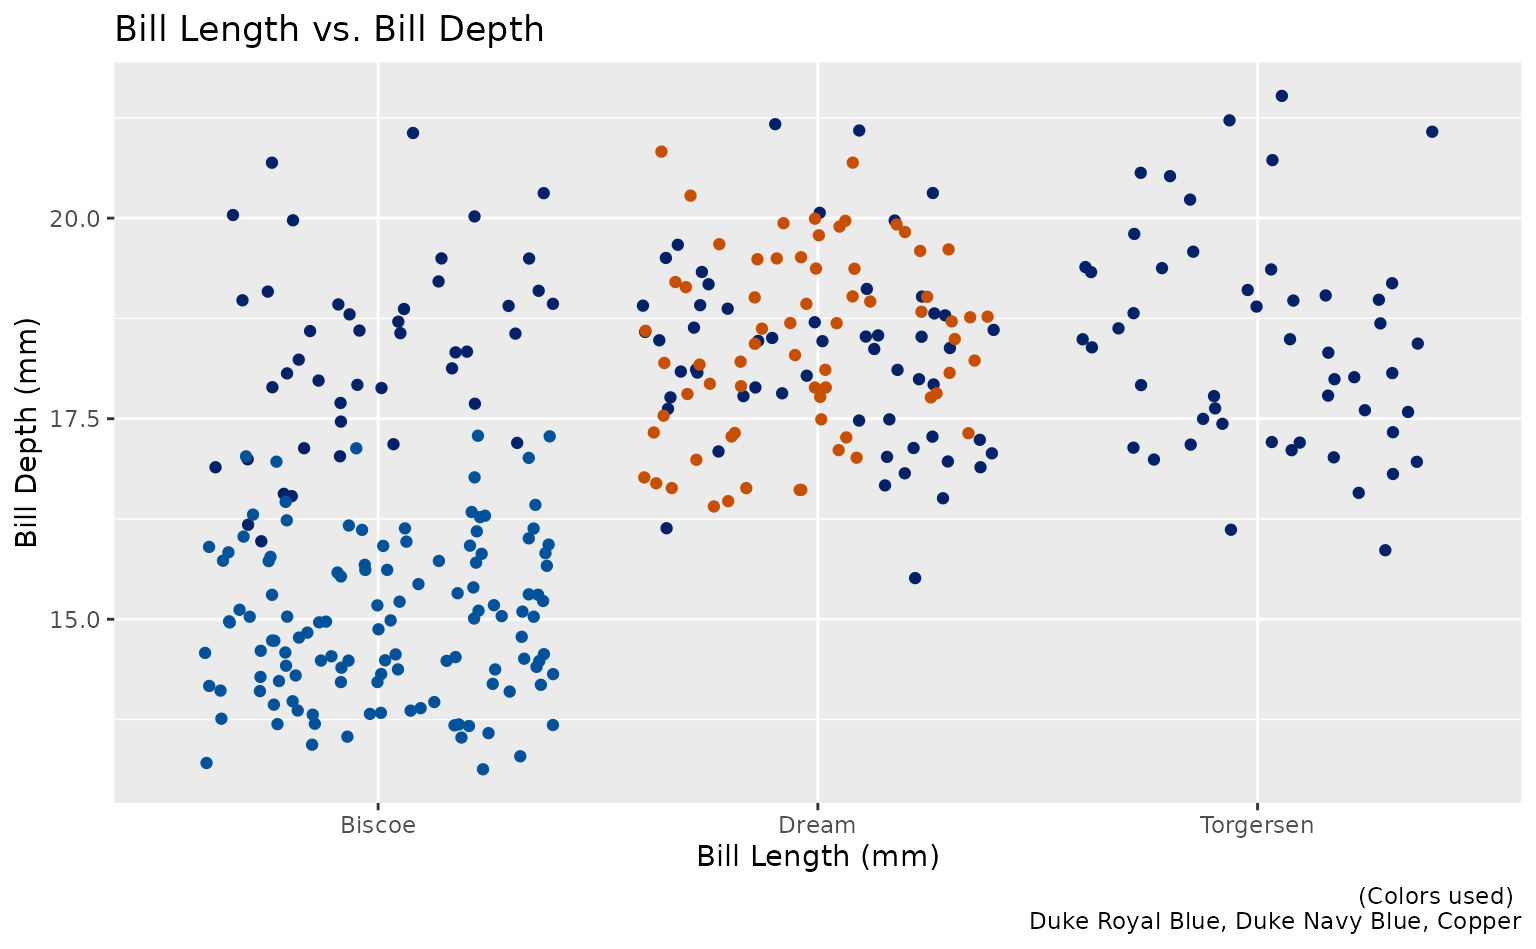 Bill Length vs. Bill Depth
Bill Depth (mm)
20.0
17.5
15.0
Biscoe
Dream
Torgersen
Bill Length (mm)
(Colors used)
Duke Royal Blue, Duke Navy Blue, Copper